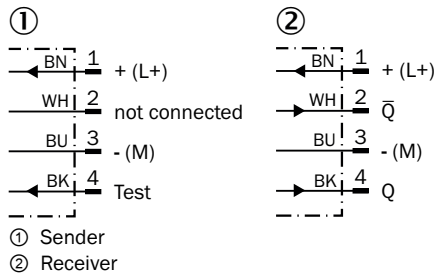 ① ②
BN 1 + (L+)
WH 2 not connected
BU 3 - (M)
BK 4 Test
BN 1 + (L+)
WH 2 Q̅
BU 3 - (M)
BK 4 Q
① Sender
② Receiver